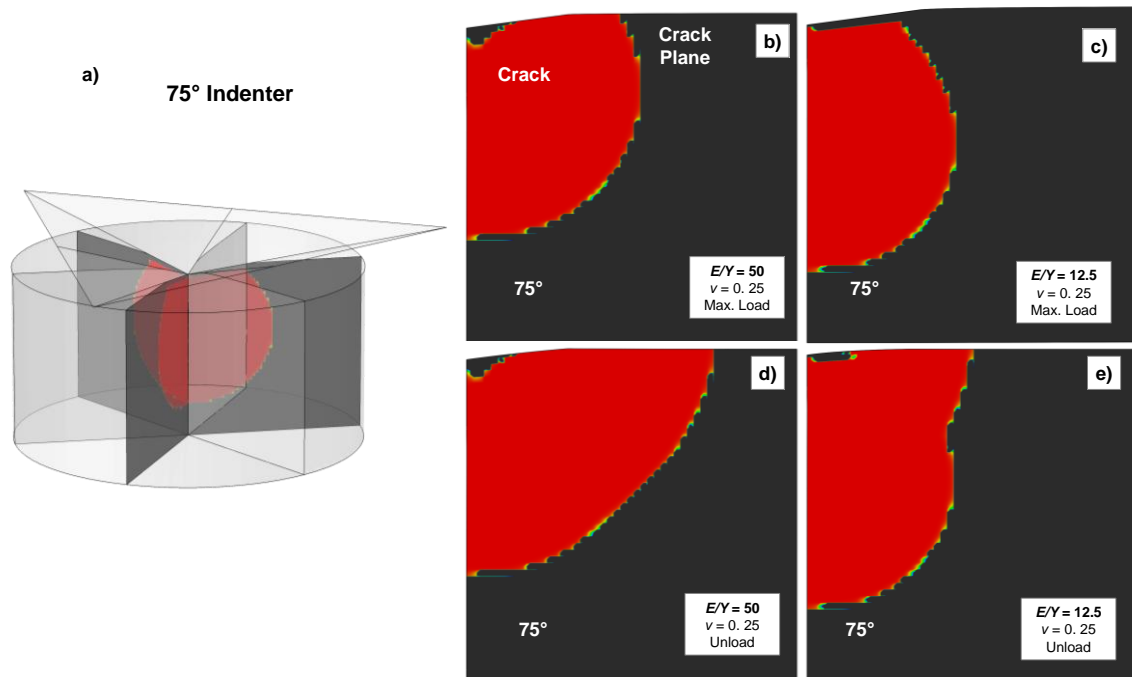 a)
75° Indenter
Crack
Plane
b)
Crack
75°
E/Y = 50
v = 0. 25
Max. Load
c)
75°
E/Y = 12.5
v = 0. 25
Max. Load
d)
75°
E/Y = 50
v = 0. 25
Unload
e)
75°
E/Y = 12.5
v = 0. 25
Unload